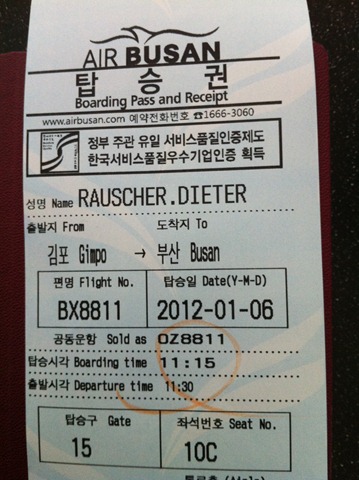 AIR BUSAN
탑 승 권
Boarding Pass and Receipt
www.airbusan.com 예약전화번호 ☎1666-3060
정부 주관 유일 서비스품질인증제도
한국서비스품질우수기업인증 획득
성명 Name RAUSCHER.DIETER
출발지 From 도착지 To
김포 Gimpo → 부산 Busan
편명 Flight No. 탑승일 Date(Y-M-D)
BX8811 2012-01-06
공동운항 Sold as OZ8811
탑승시각 Boarding time 11:15
출발시각 Departure time 11:30
탑승구 Gate 좌석번호 Seat No.
15 10C